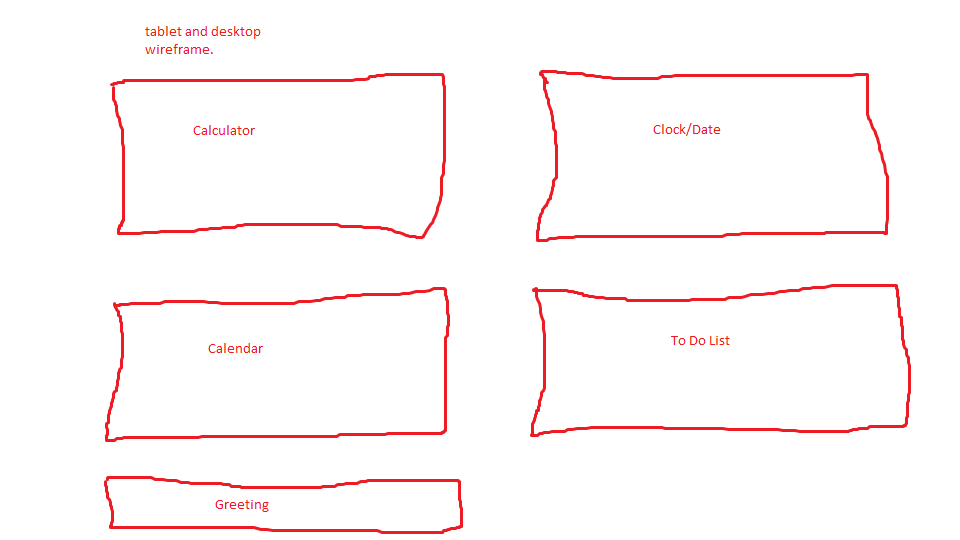 tablet and desktop
wireframe.
Calculator
Clock/Date
Calendar
To Do List
Greeting